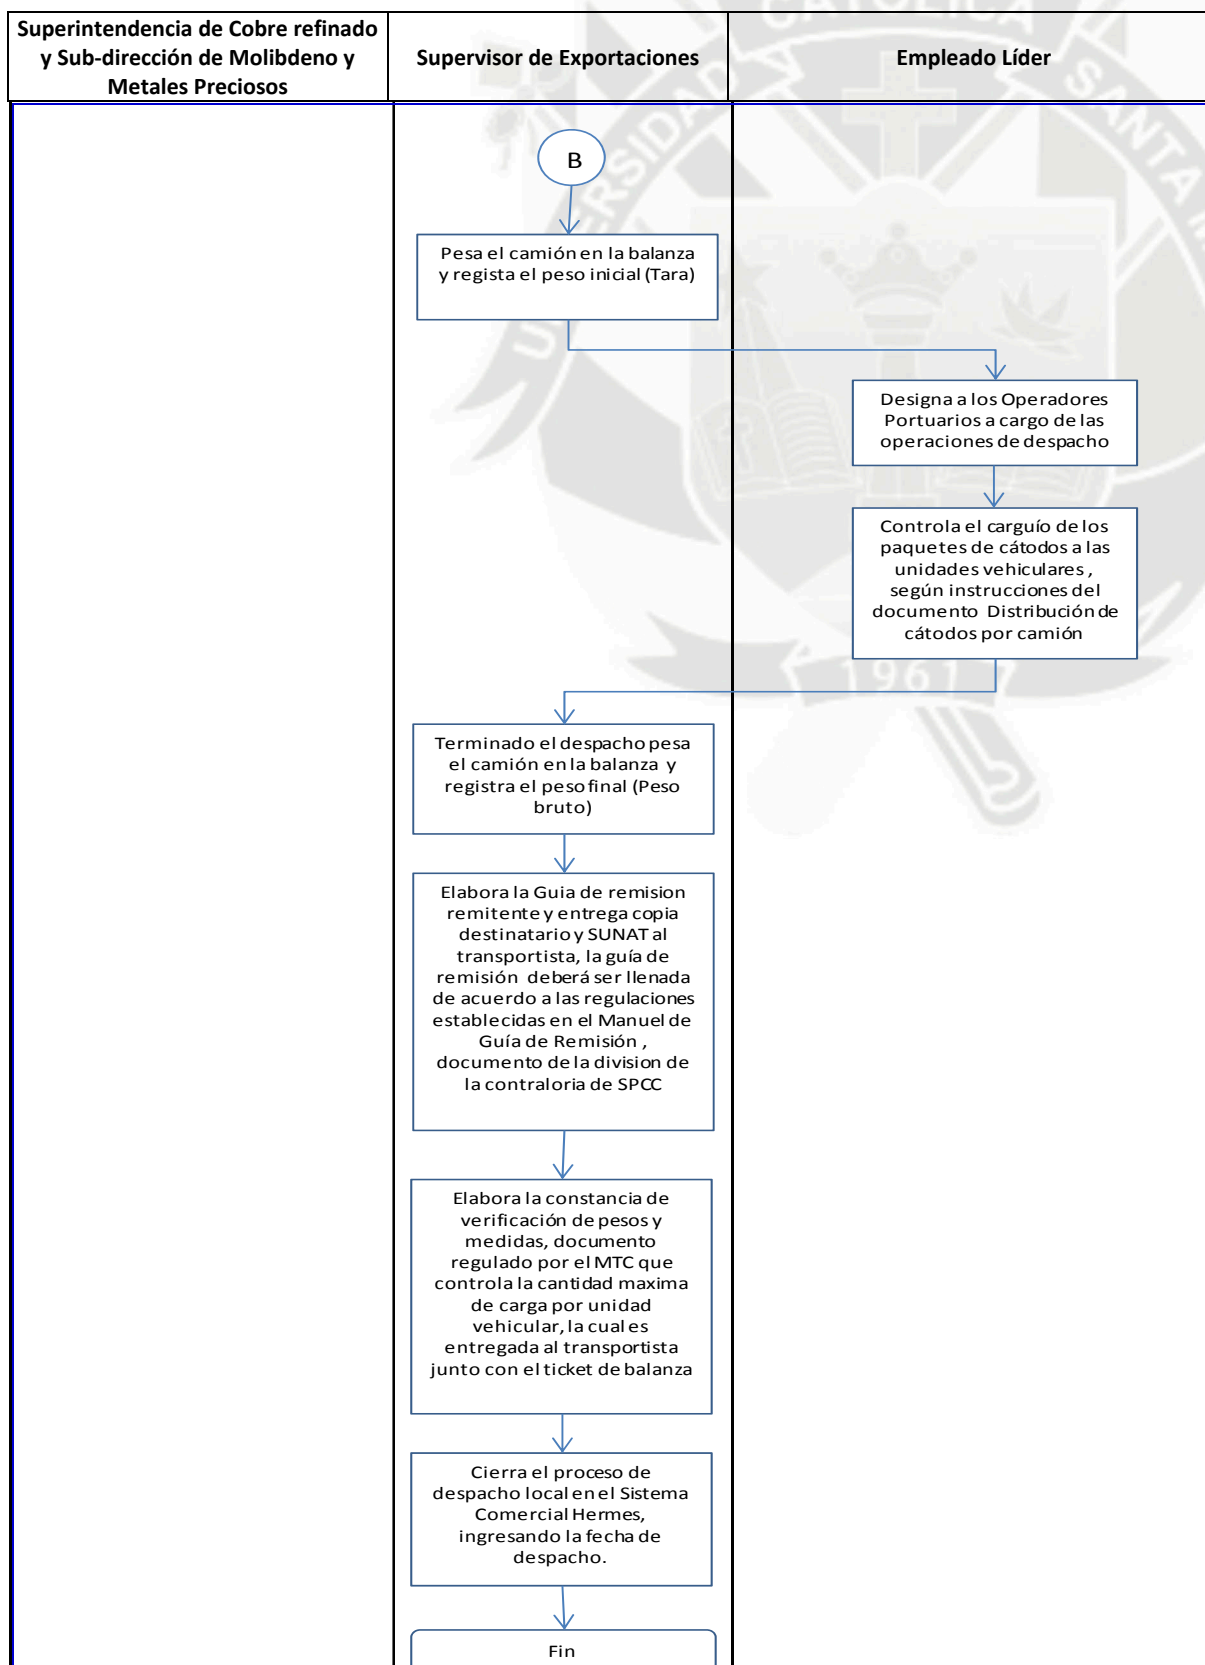 Superintendencia de Cobre refinado
y Sub-dirección de Molibdeno y
Metales Preciosos
Supervisor de Exportaciones
Empleado Líder
B
Pesa el camión en la balanza
y regista el peso inicial (Tara)
Designa a los Operadores
Portuarios a cargo de las
operaciones de despacho
Controla el carguío de los
paquetes de cátodos a las
unidades vehiculares ,
según instrucciones del
documento Distribución de
cátodos por camión
Terminado el despacho pesa
el camión en la balanza y
registra el peso final (Peso
bruto)
Elabora la Guia de remision
remitente y entrega copia
destinatario y SUNAT al
transportista, la guía de
remisión deberá ser llenada
de acuerdo a las regulaciones
establecidas en el Manuel de
Guía de Remisión ,
documento de la division de
la contraloria de SPCC
Elabora la constancia de
verificación de pesos y
medidas, documento
regulado por el MTC que
controla la cantidad maxima
de carga por unidad
vehicular, la cual es
entregada al transportista
junto con el ticket de balanza
Cierra el proceso de
despacho local en el Sistema
Comercial Hermes,
ingresando la fecha de
despacho.
Fin
CATOLICA
SANTA
1961